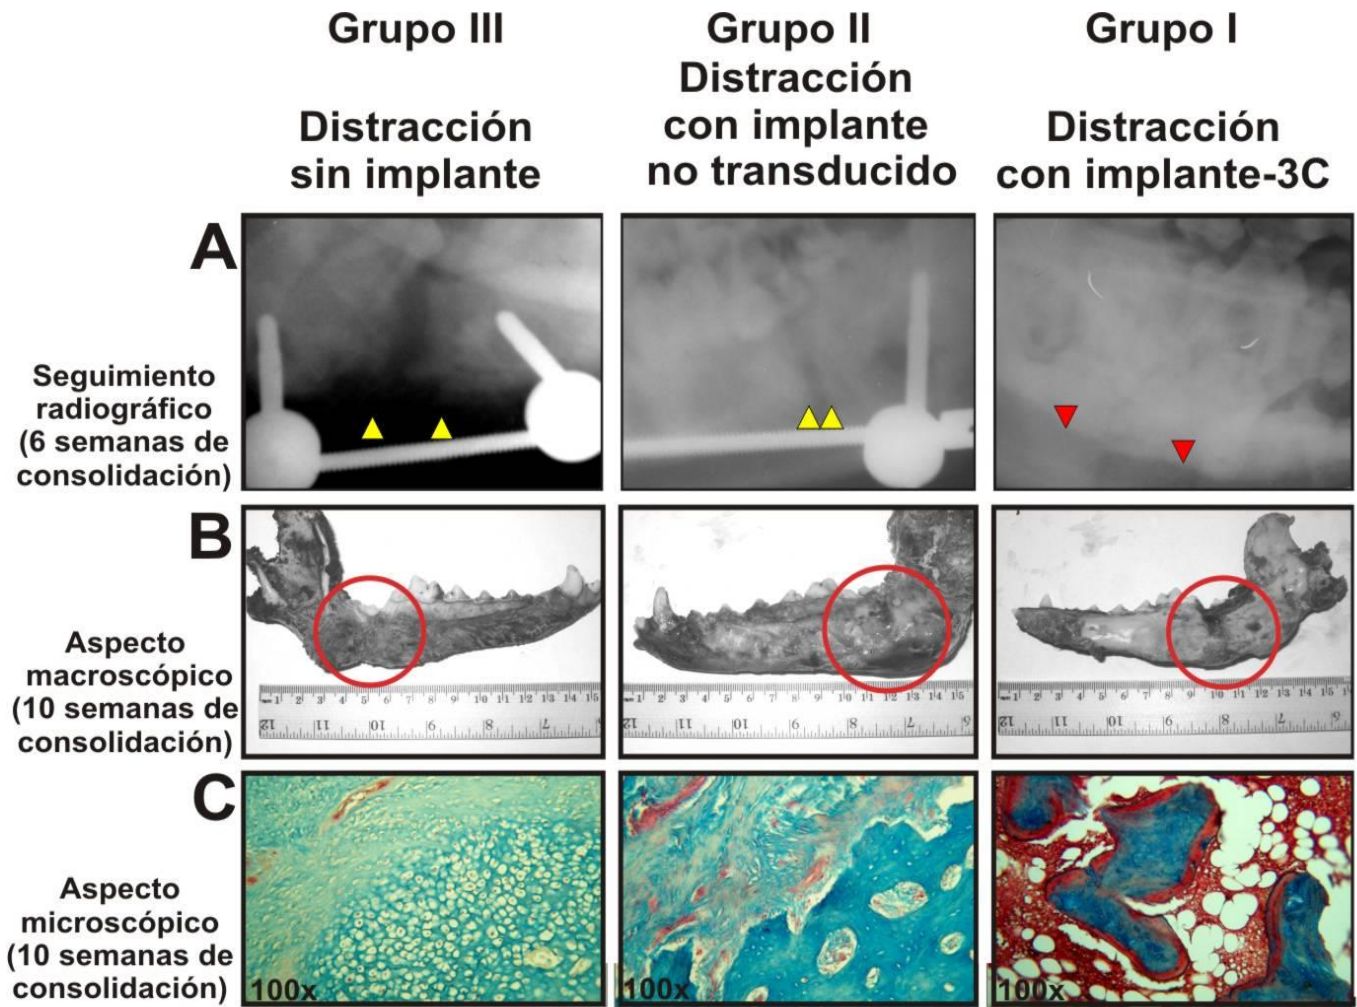 Grupo III
Distracción
sin implante
Grupo II
Distracción
con implante
no transducido
Grupo I
Distracción
con implante-3C
A
Seguimiento
radiográfico
(6 semanas de
consolidación)
B
Aspecto
macroscópico
(10 semanas de
consolidación)
C
Aspecto
microscópico
(10 semanas de
consolidación)
100x
100x
100x